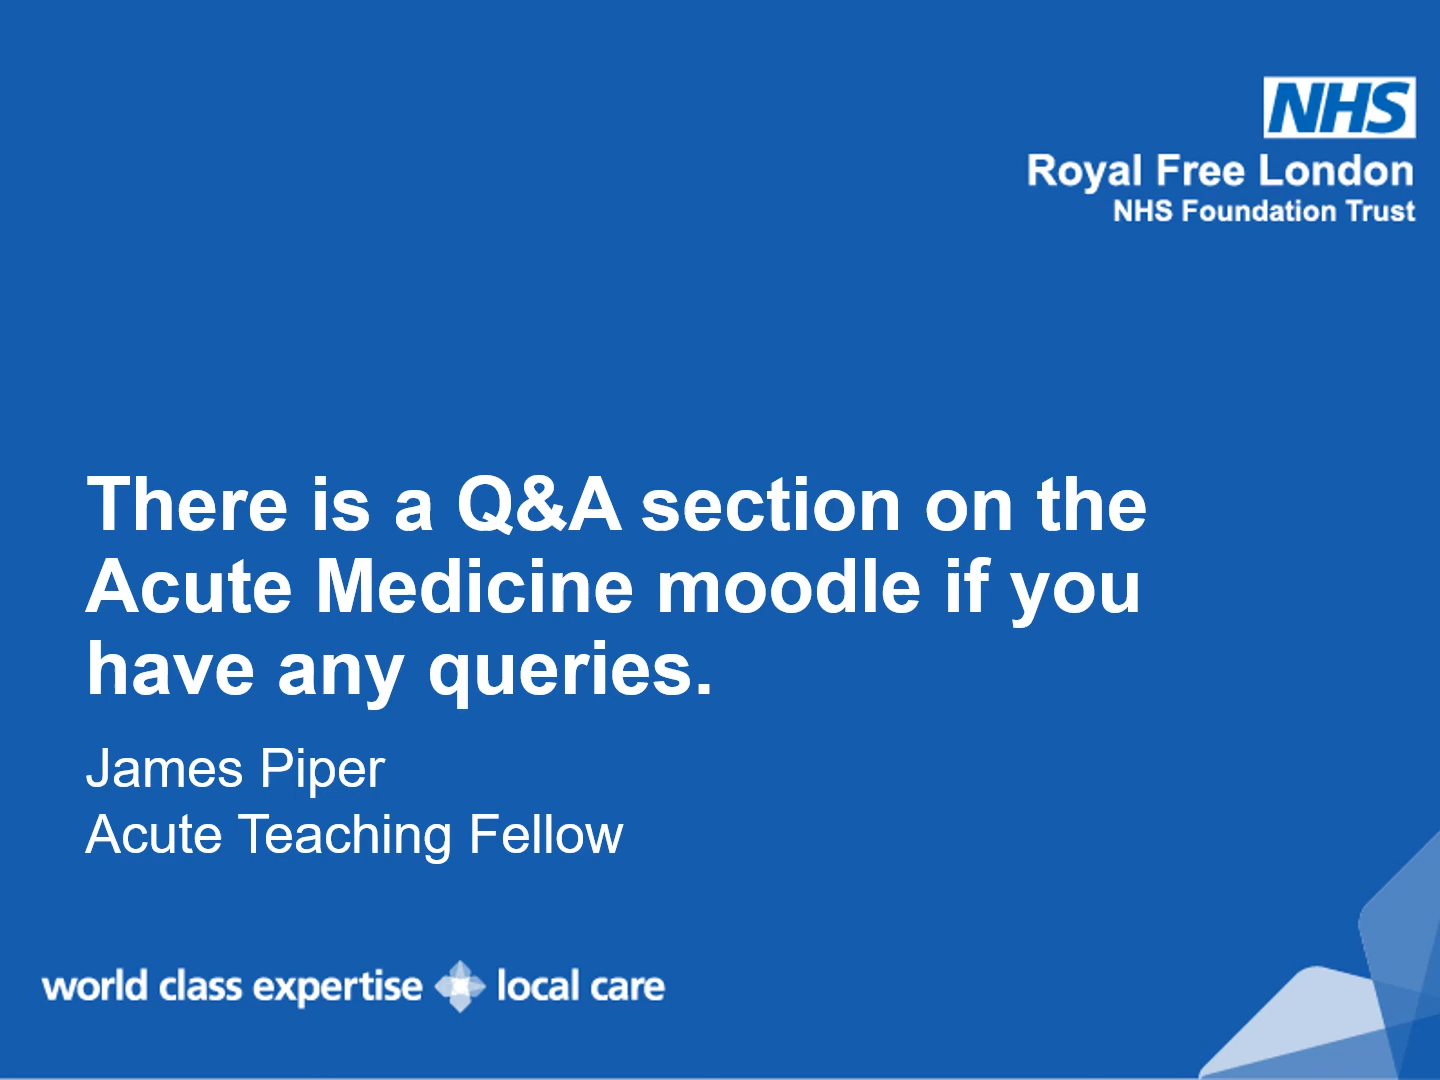 NHS
Royal Free London
NHS Foundation Trust
There is a Q&A section on the
Acute Medicine moodle if you
have any queries.
James Piper
Acute Teaching Fellow
world class expertise local care